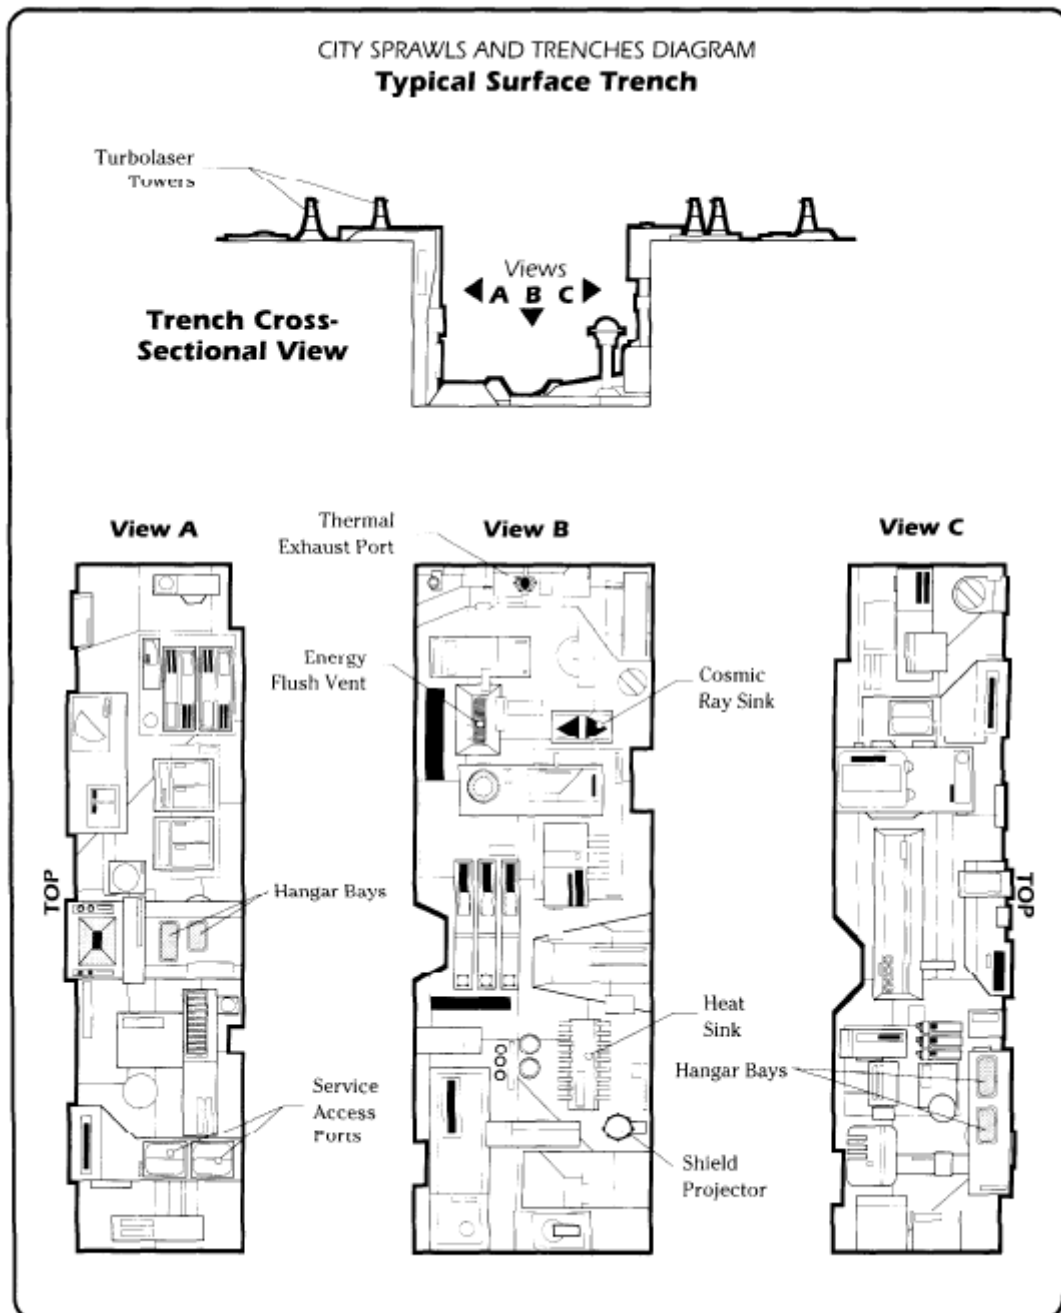 CITY SPRAWLS AND TRENCHES DIAGRAM
Typical Surface Trench
Turbolaser
Towers
Views
A B C
Trench Cross-
Sectional View
View A
Thermal
Exhaust Port
View B
View C
Energy
Flush Vent
Cosmic
Ray Sink
TOP
Hangar Bays
TOP
Heat
Sink
Hangar Bays
Service
Access
Ports
Shield
Projector